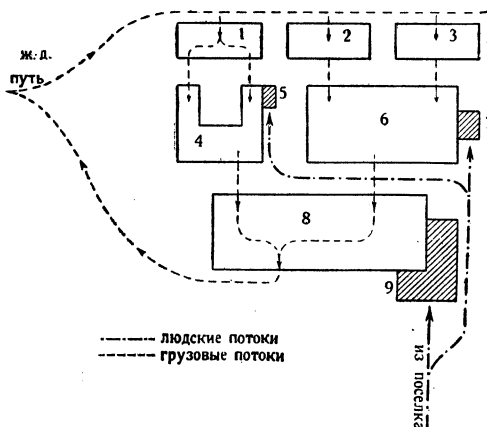 1
2
3
ж.-д.
путь
5
4
6
8
9
людские потоки
грузовые потоки
из поселка